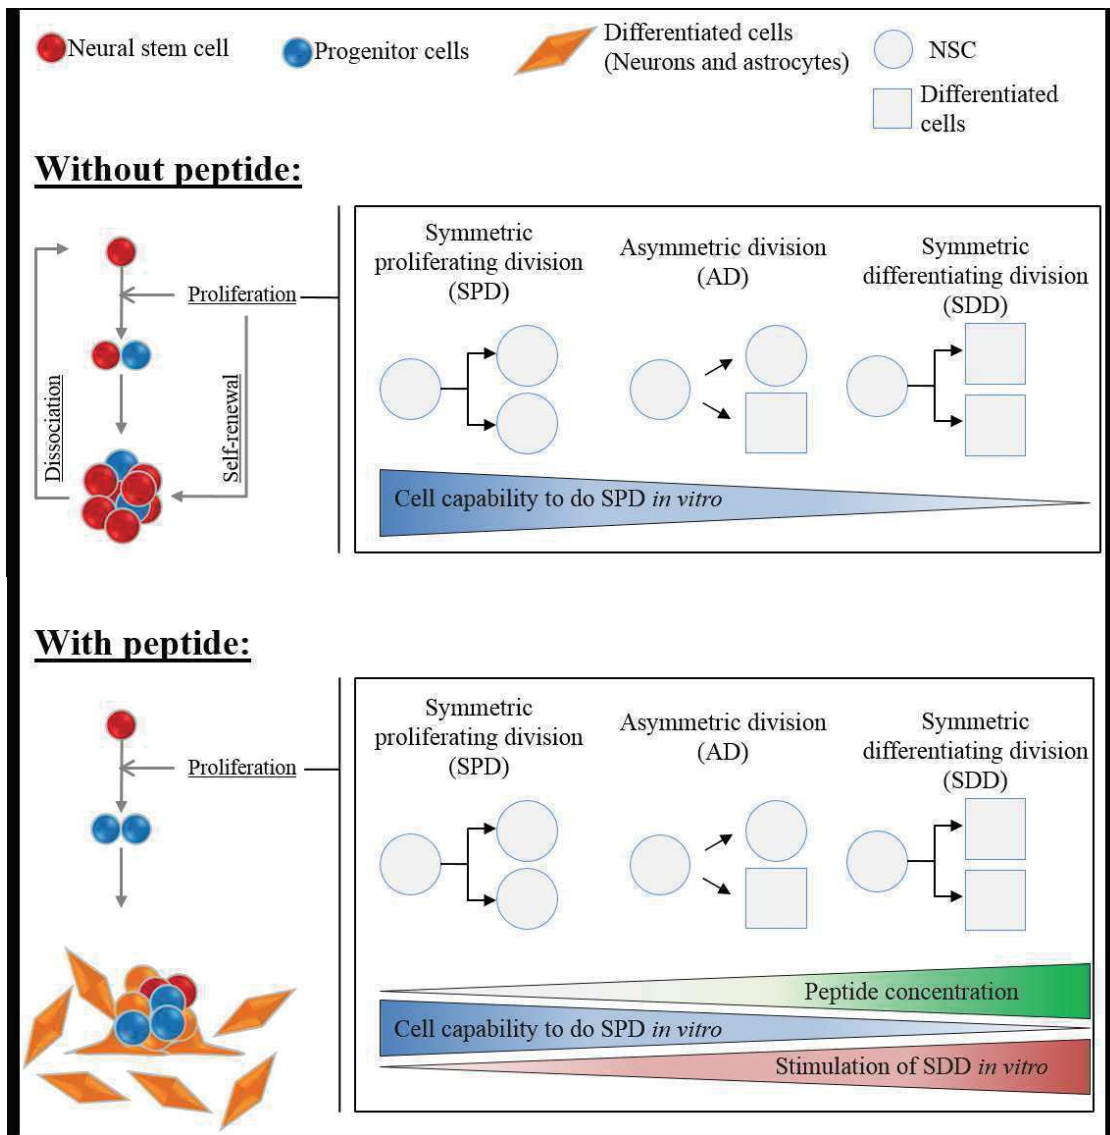 Neural stem cell
Progenitor cells
Differentiated cells
(Neurons and astrocytes)
NSC
Differentiated
cells
Without peptide:
Proliferation
Dissociation
Self-renewal
Symmetric
proliferating division
(SPD)
Asymmetric division
(AD)
Symmetric
differentiating division
(SDD)
Cell capability to do SPD in vitro
With peptide:
Proliferation
Symmetric
proliferating division
(SPD)
Asymmetric division
(AD)
Symmetric
differentiating division
(SDD)
Peptide concentration
Cell capability to do SPD in vitro
Stimulation of SDD in vitro